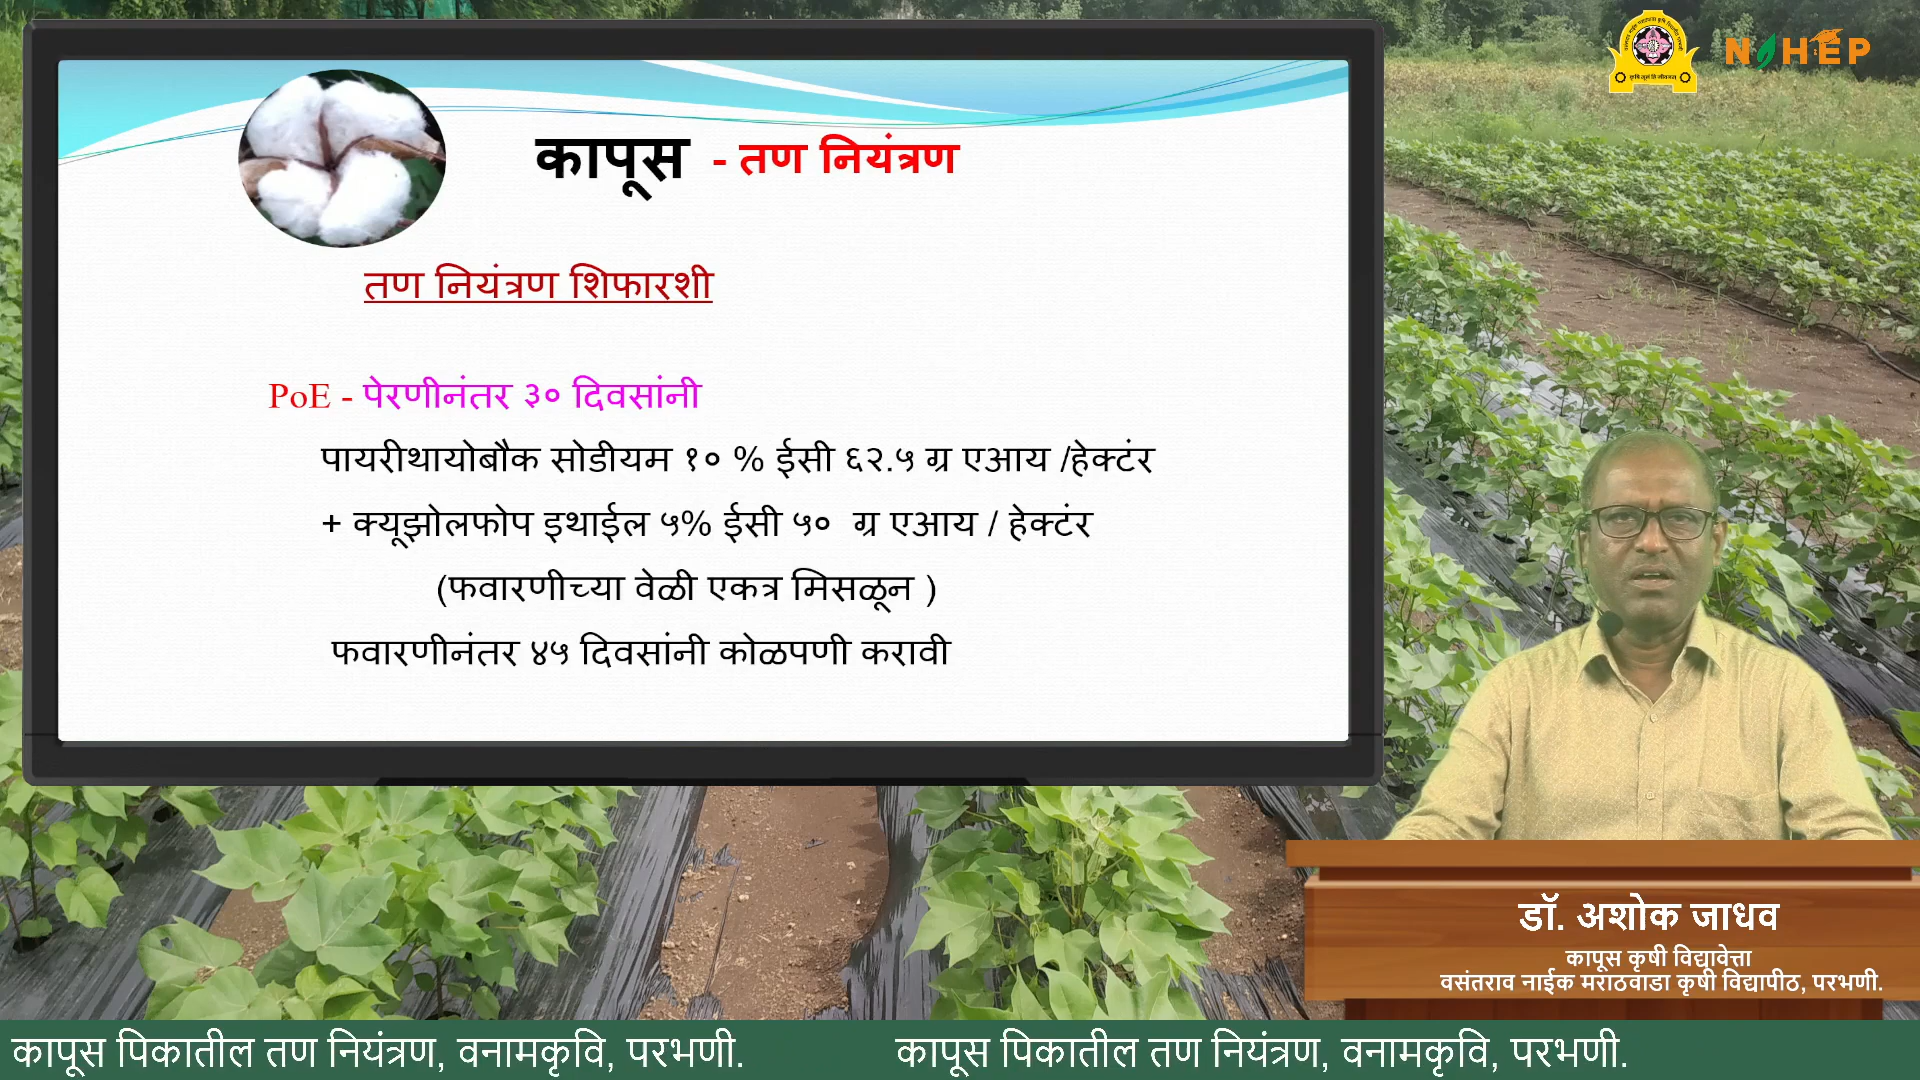 NAHEP
कापूस - तण नियंत्रण
तण नियंत्रण शिफारशी
PoE - पेरणीनंतर ३० दिवसांनी
पायरीथायोबौक सोडीयम १० % ईसी ६२.५ ग्र एआय /हेक्टंर
+ क्यूझोलफोप इथाईल ५% ईसी ५० ग्र एआय / हेक्टंर
(फवारणीच्या वेळी एकत्र मिसळून )
फवारणीनंतर ४५ दिवसांनी कोळपणी करावी
डॉ. अशोक जाधव
कापूस कृषी विद्यावेत्ता
वसंतराव नाईक मराठवाडा कृषी विद्यापीठ, परभणी.
कापूस पिकातील तण नियंत्रण, वनामकृवि, परभणी. कापूस पिकातील तण नियंत्रण, वनामकृवि, परभणी.